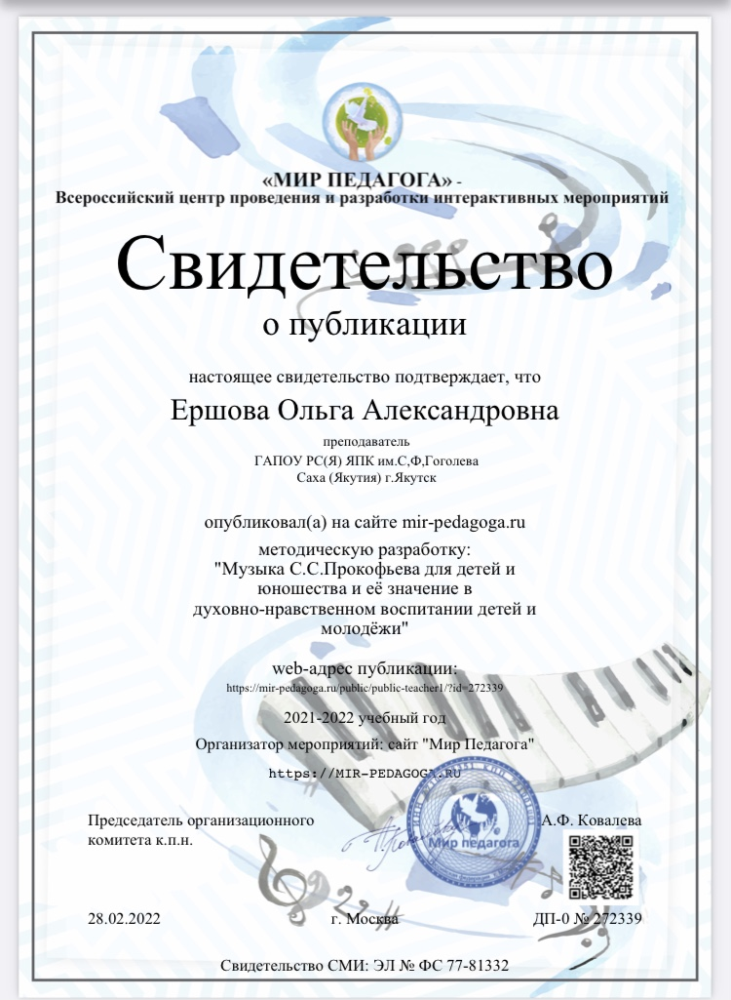 «МИР ПЕДАГОГА» -
Всероссийский центр проведения и разработки интерактивных мероприятий
Свидетельство
о публикации
настоящее свидетельство подтверждает, что
Ершова Ольга Александровна
преподаватель
ГАПОУ РС(Я) ЯПК им.С,Ф,Гоголева
Саха (Якутия) г.Якутск
опубликовал(а) на сайте mir-pedagoga.ru
методическую разработку:
"Музыка С.С.Прокофьева для детей и
юношества и её значение в
духовно-нравственном воспитании детей и
молодёжи"
web-адрес публикации:
https://mir-pedagoga.ru/public/public-teacher1/?id=272339
2021-2022 учебный год
Организатор мероприятий: сайт "Мир Педагога"
https://MIR-PEDAGOGA.RU
Председатель организационного
комитета к.п.н.
Мир педагога
А.Ф. Ковалева
28.02.2022
г. Москва
ДП-0 № 272339
Свидетельство СМИ: ЭЛ № ФС 77-81332